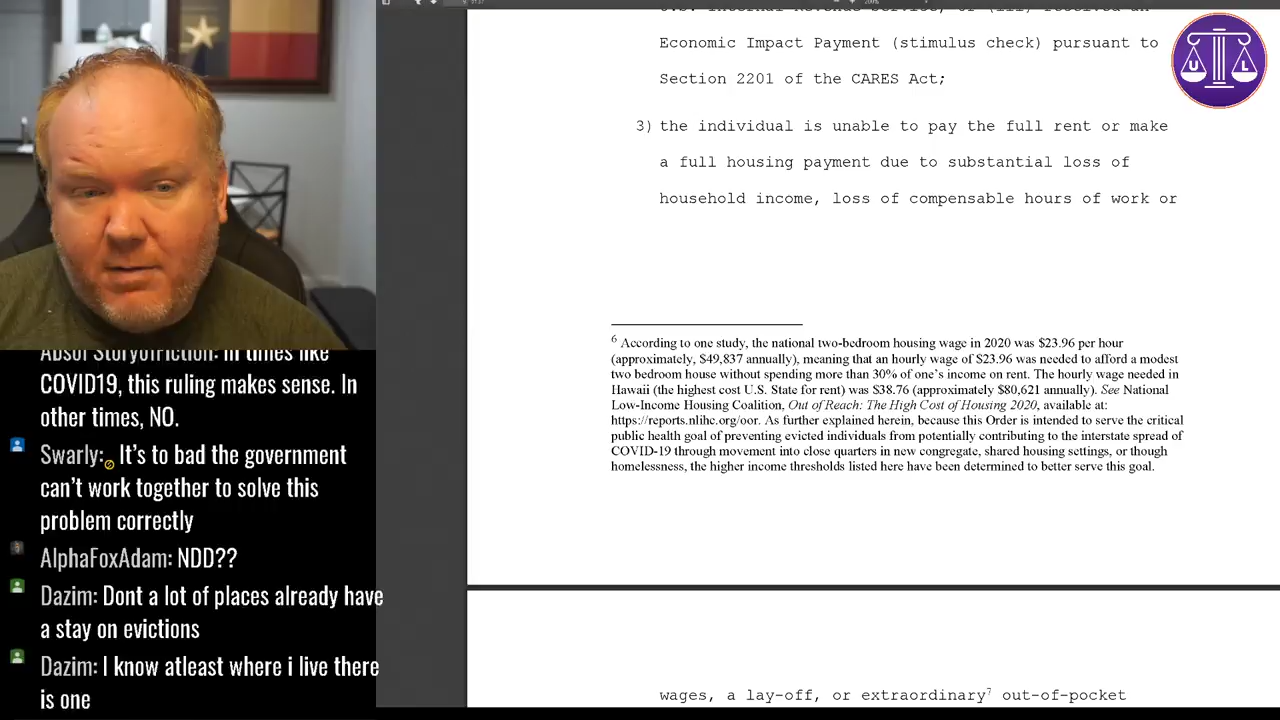 U.S. Internal Revenue Service, or (iii) received an
Economic Impact Payment (stimulus check) pursuant to
Section 2201 of the CARES Act;
3) the individual is unable to pay the full rent or make
a full housing payment due to substantial loss of
household income, loss of compensable hours of work or
6 According to one study, the national two-bedroom housing wage in 2020 was $23.96 per hour
(approximately, $49,837 annually), meaning that an hourly wage of $23.96 was needed to afford a modest
two bedroom house without spending more than 30% of one's income on rent. The hourly wage needed in
Hawaii (the highest cost U.S. State for rent) was $38.76 (approximately $80,621 annually). See National
Low-Income Housing Coalition, Out of Reach: The High Cost of Housing 2020, available at:
https://reports.nlihc.org/oor. As further explained herein, because this Order is intended to serve the critical
public health goal of preventing evicted individuals from potentially contributing to the interstate spread of
COVID-19 through movement into close quarters in new congregate, shared housing settings, or though
homelessness, the higher income thresholds listed here have been determined to better serve this goal.
wages, a lay-off, or extraordinary7 out-of-pocket
U L
Absol StoryofFiction: In times like
COVID19, this ruling makes sense. In
other times, NO.
Swarly: It's to bad the government
can't work together to solve this
problem correctly
AlphaFoxAdam: NDD??
Dazim: Dont a lot of places already have
a stay on evictions
Dazim: I know atleast where i live there
is one